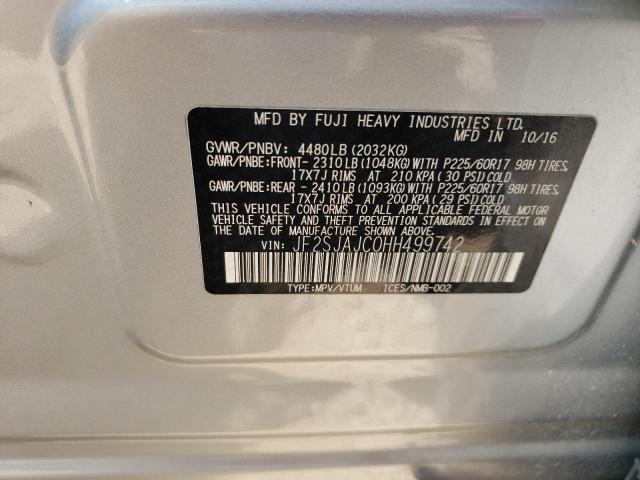 MFD BY FUJI HEAVY INDUSTRIES LTD.
MFD IN 10/16
GVWR/PNBV: 4480LB(2032KG)
GAWR/PNBE:FRONT-2310LB(1048KG)WITH P225/60R17 98H TIRES,
17X7J RIMS AT 210 KPA(30 PSI)COLD
GAWR/PNBE:REAR -2410LB(1093KG)WITH P225/60R17 98H TIRES,
17X7J RIMS AT 200 KPA(29 PSI)COLD
THIS VEHICLE CONFORMS TO ALL APPLICABLE FEDERAL MOTOR
VEHICLE SAFETY AND THEFT PREVENTION STANDARDS IN EFFECT ON
THE DATE OF MANUFACTURE SHOWN ABOVE.
VIN: JF2SJAJC0HH499742
TYPE:MPV/VTUM ICES/NMB-002